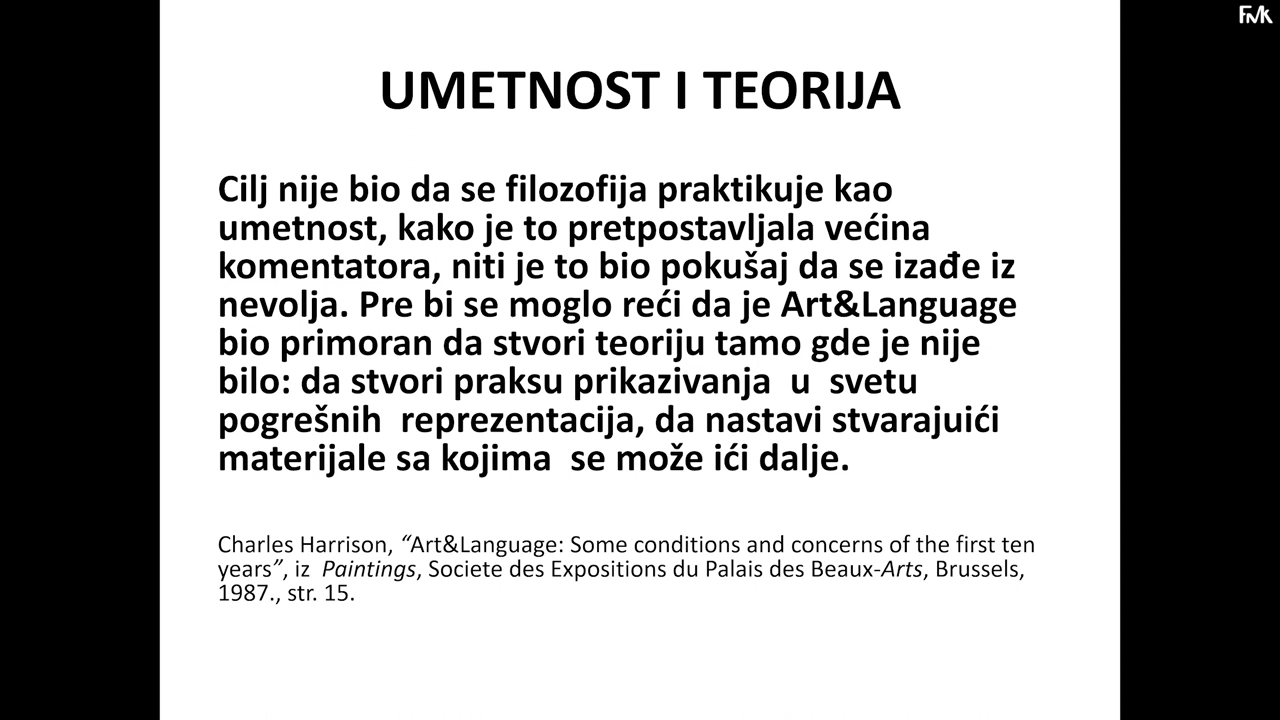 FMK
UMETNOST I TEORIJA
Cilj nije bio da se filozofija praktikuje kao
umetnost, kako je to pretpostavljala većina
komentatora, niti je to bio pokušaj da se izađe iz
nevolja. Pre bi se moglo reći da je Art&Language
bio primoran da stvori teoriju tamo gde je nije
bilo: da stvori praksu prikazivanja  u  svetu
pogrešnih  reprezentacija, da nastavi stvarajuići
materijale sa kojima  se može ići dalje.
Charles Harrison, “Art&Language: Some conditions and concerns of the first ten
years”, iz  Paintings, Societe des Expositions du Palais des Beaux-Arts, Brussels,
1987., str. 15.